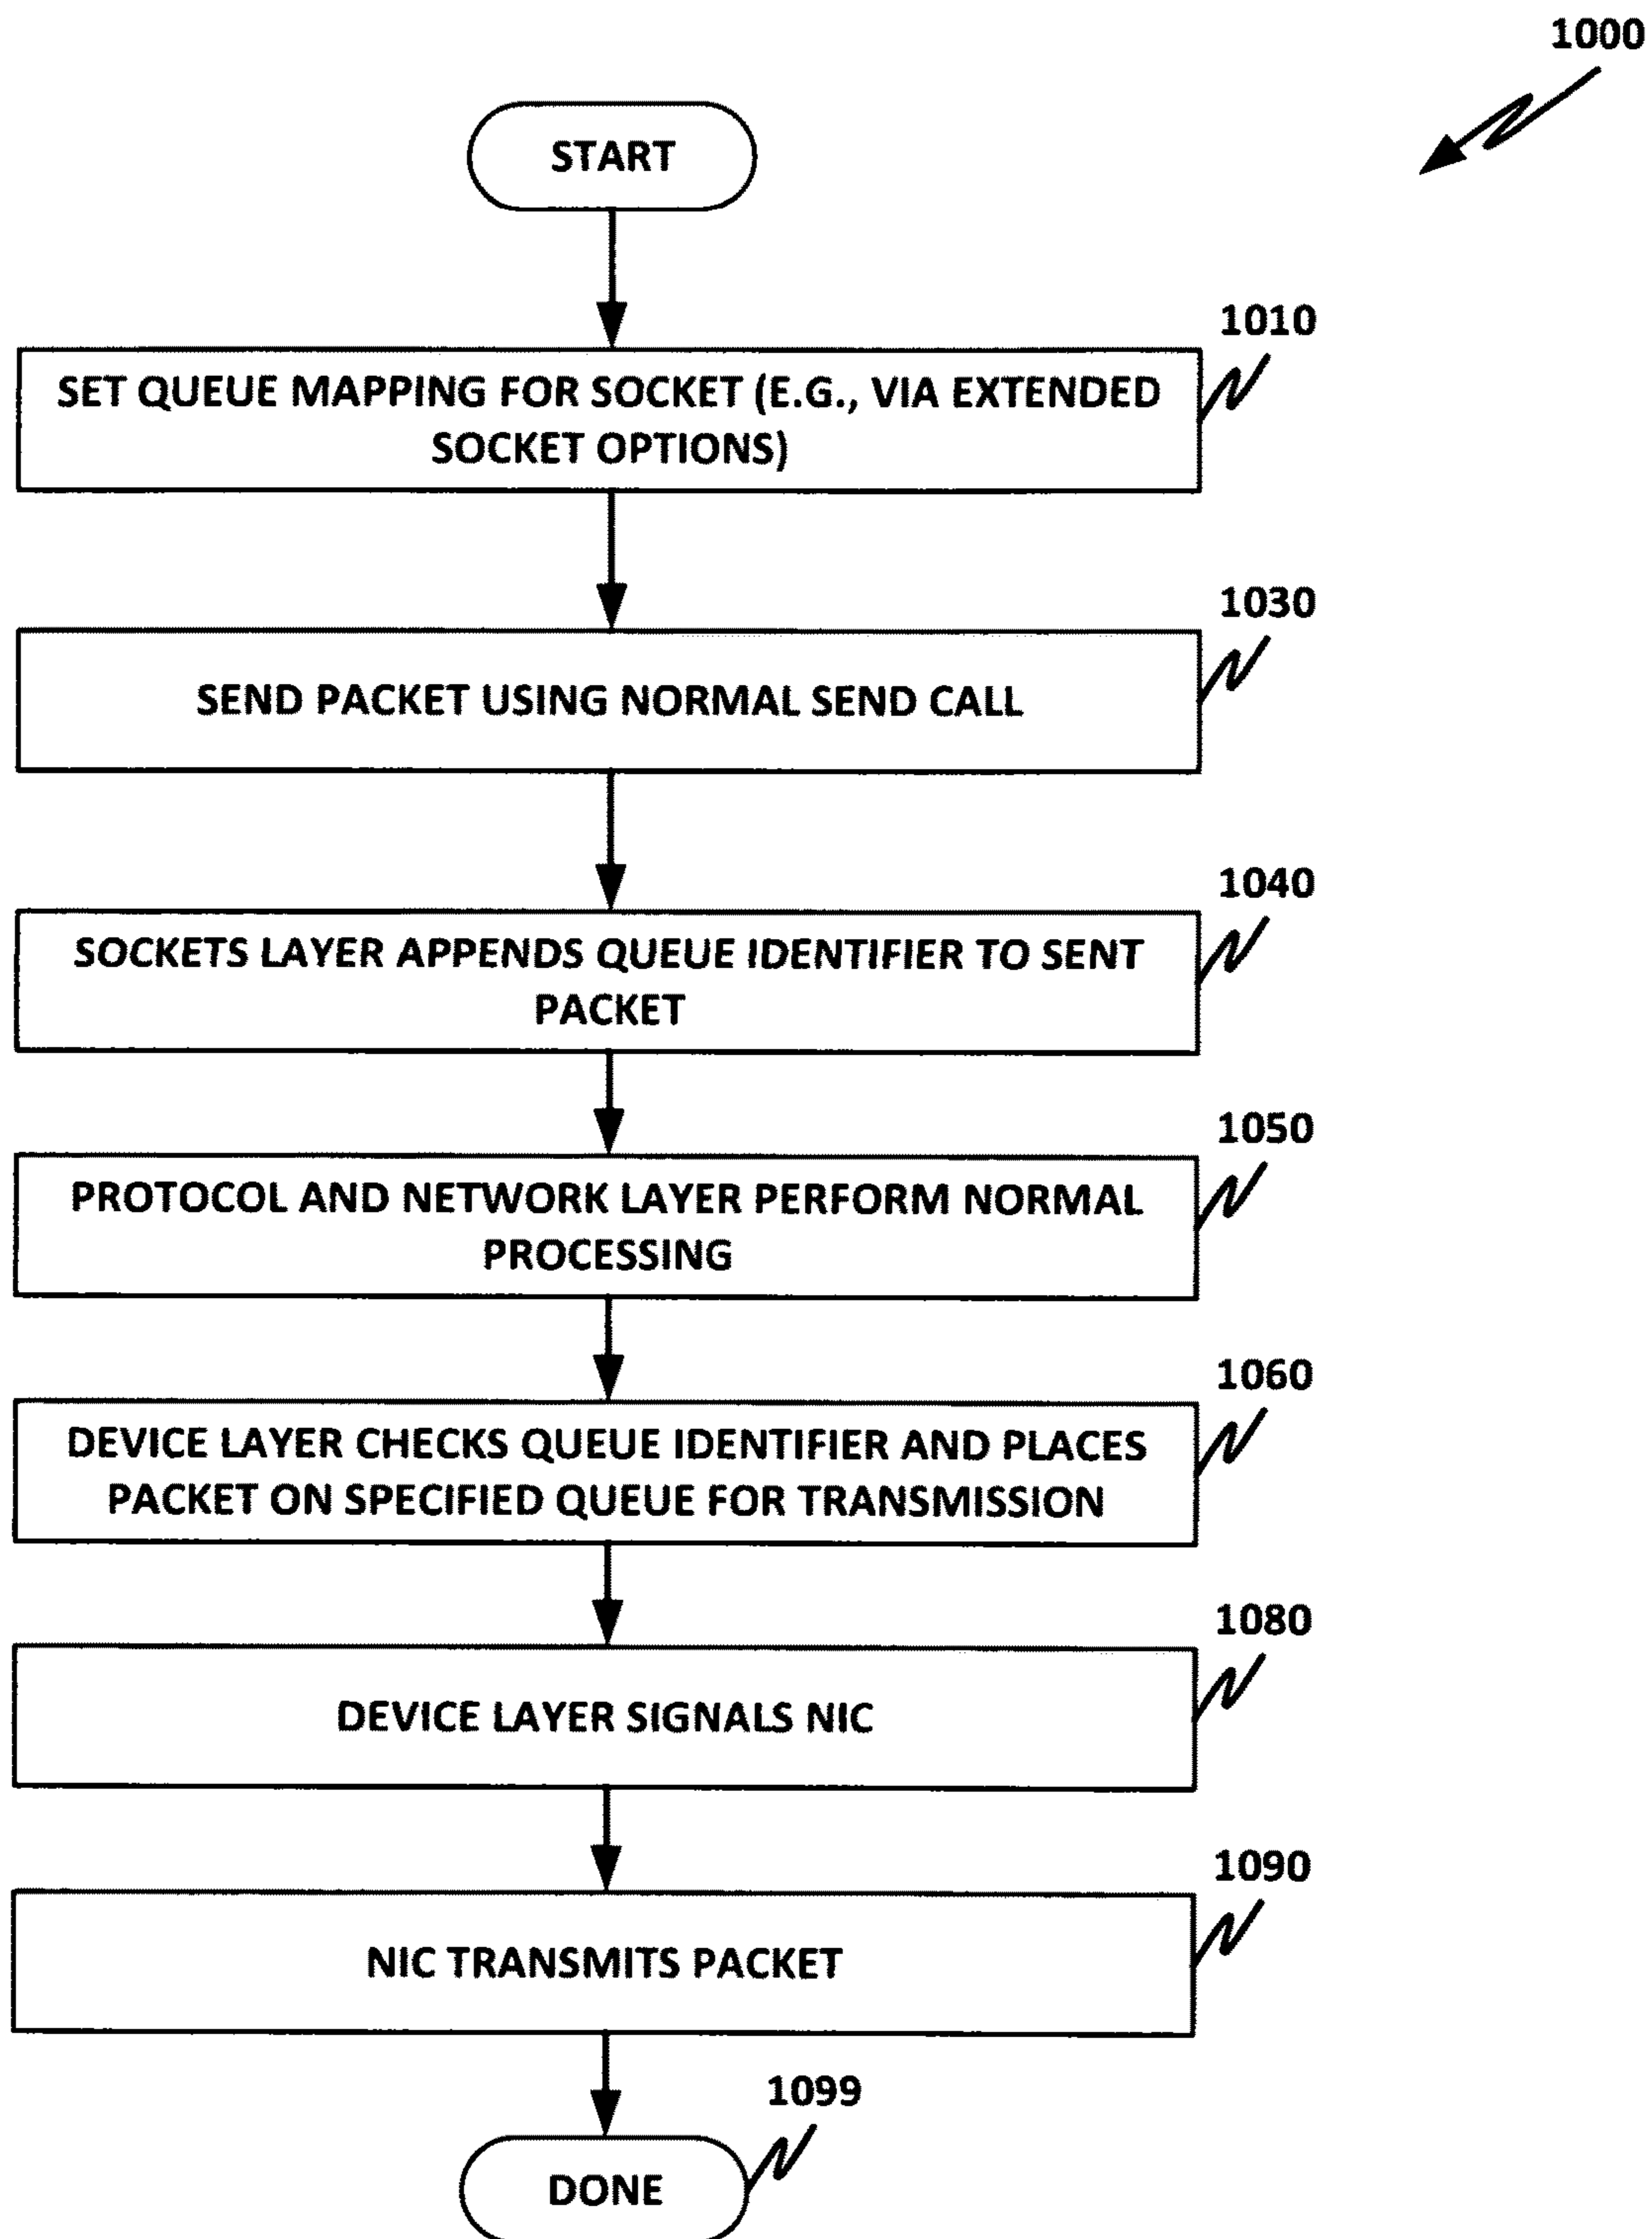 1000
START
1010
SET QUEUE MAPPING FOR SOCKET (E.G., VIA EXTENDED
SOCKET OPTIONS)
1030
SEND PACKET USING NORMAL SEND CALL
1040
SOCKETS LAYER APPENDS QUEUE IDENTIFIER TO SENT
PACKET
1050
PROTOCOL AND NETWORK LAYER PERFORM NORMAL
PROCESSING
1060
DEVICE LAYER CHECKS QUEUE IDENTIFIER AND PLACES
PACKET ON SPECIFIED QUEUE FOR TRANSMISSION
1080
DEVICE LAYER SIGNALS NIC
1090
NIC TRANSMITS PACKET
1099
DONE